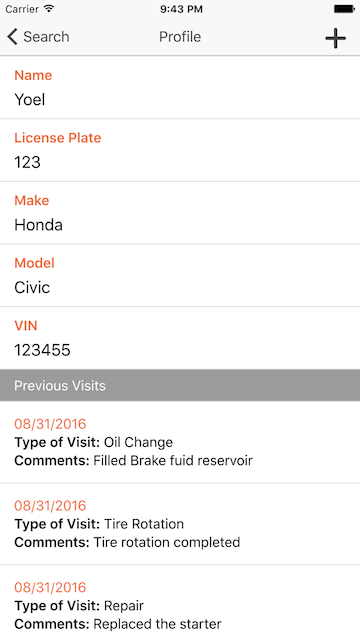 Carrier 9:43 PM
Search Profile
Name
Yoel
License Plate
123
Make
Honda
Model
Civic
VIN
123455
Previous Visits
08/31/2016
Type of Visit: Oil Change
Comments: Filled Brake fuid reservoir
08/31/2016
Type of Visit: Tire Rotation
Comments: Tire rotation completed
08/31/2016
Type of Visit: Repair
Comments: Replaced the starter